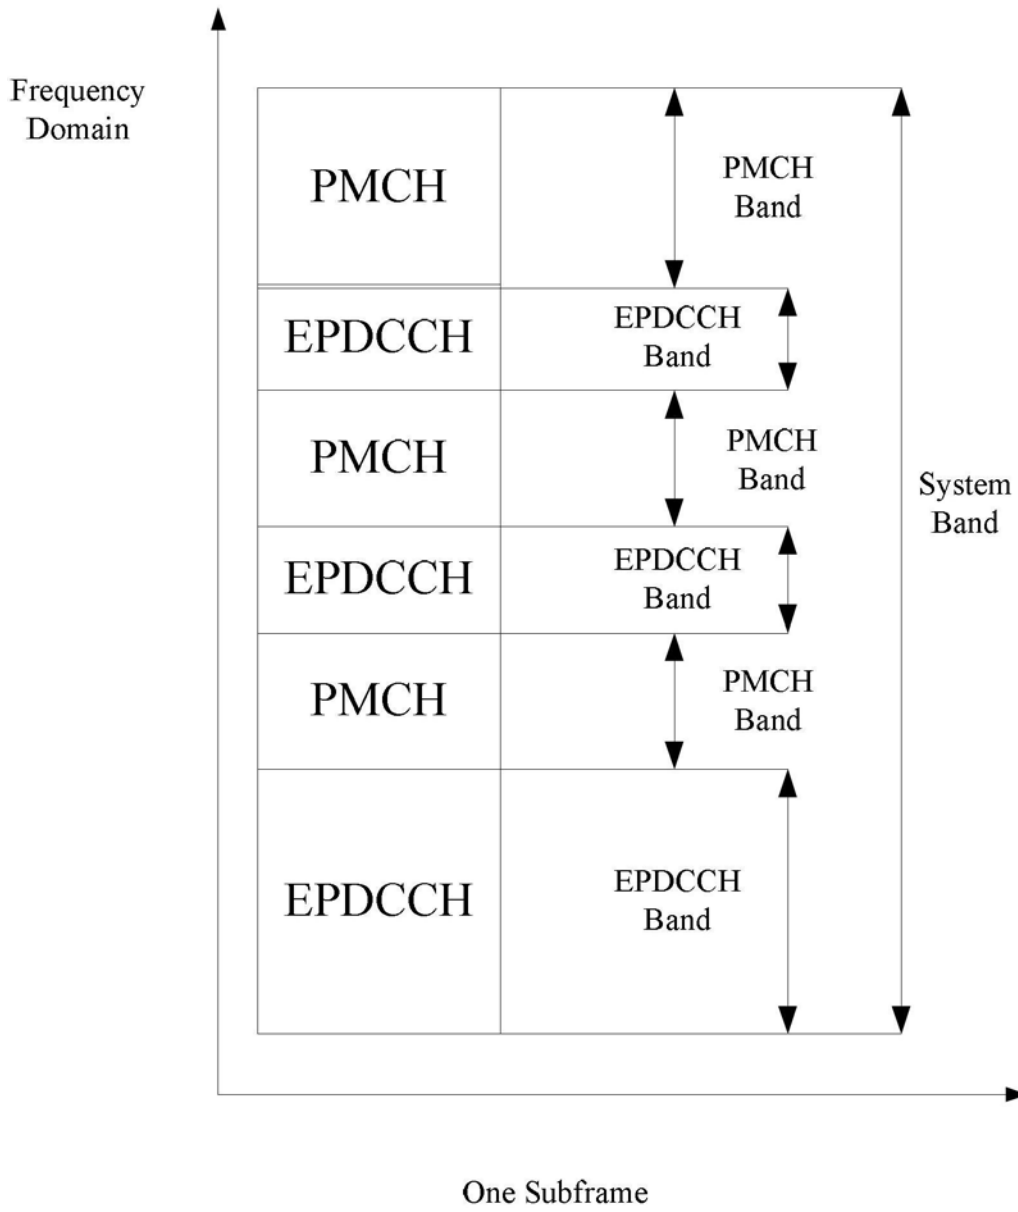 Frequency
Domain
PMCH
PMCH
Band
EPDCCH
EPDCCH
Band
PMCH
PMCH
Band
System
Band
EPDCCH
EPDCCH
Band
PMCH
PMCH
Band
EPDCCH
EPDCCH
Band
One Subframe